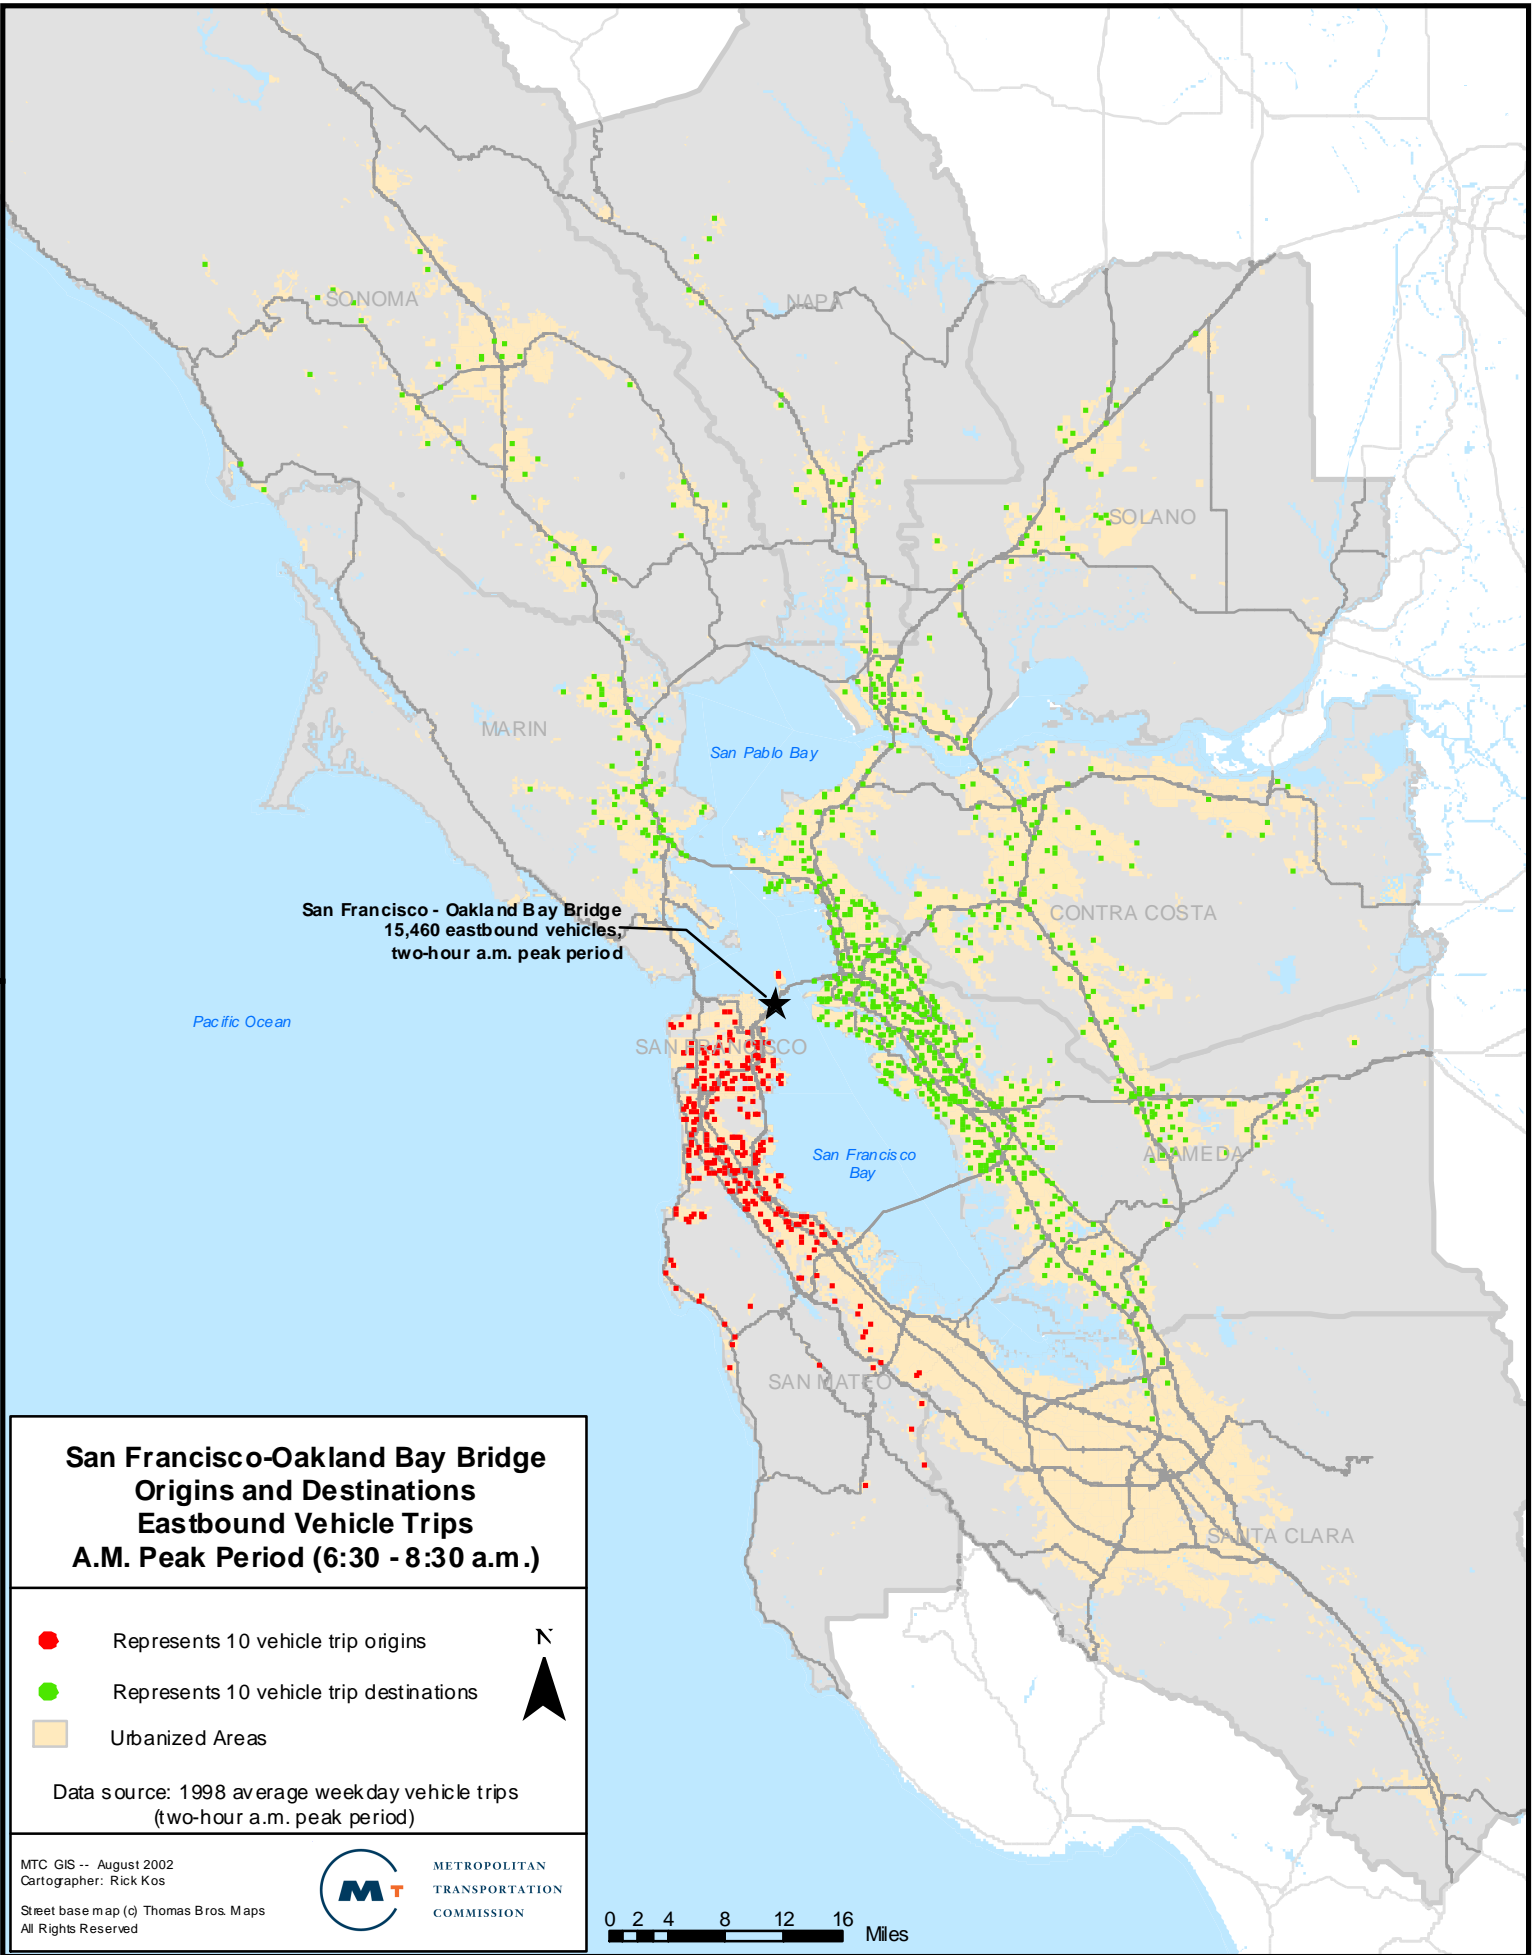 SONOMA
NAPA
SOLANO
MARIN
San Pablo Bay
CONTRA COSTA
San Francisco - Oakland Bay Bridge
15,460 eastbound vehicles,
two-hour a.m. peak period
Pacific Ocean
SAN FRANCISCO
San Francisco
Bay
ALAMEDA
SAN MATEO
SANTA CLARA
San Francisco-Oakland Bay Bridge
Origins and Destinations
Eastbound Vehicle Trips
A.M. Peak Period (6:30 - 8:30 a.m.)
Represents 10 vehicle trip origins
Represents 10 vehicle trip destinations
Urbanized Areas
N
Data source: 1998 average weekday vehicle trips
(two-hour a.m. peak period)
MTC GIS -- August 2002
Cartographer: Rick Kos
Street base map (c) Thomas Bros. Maps
All Rights Reserved
MT
METROPOLITAN
TRANSPORTATION
COMMISSION
0 2 4 8 12 16
Miles